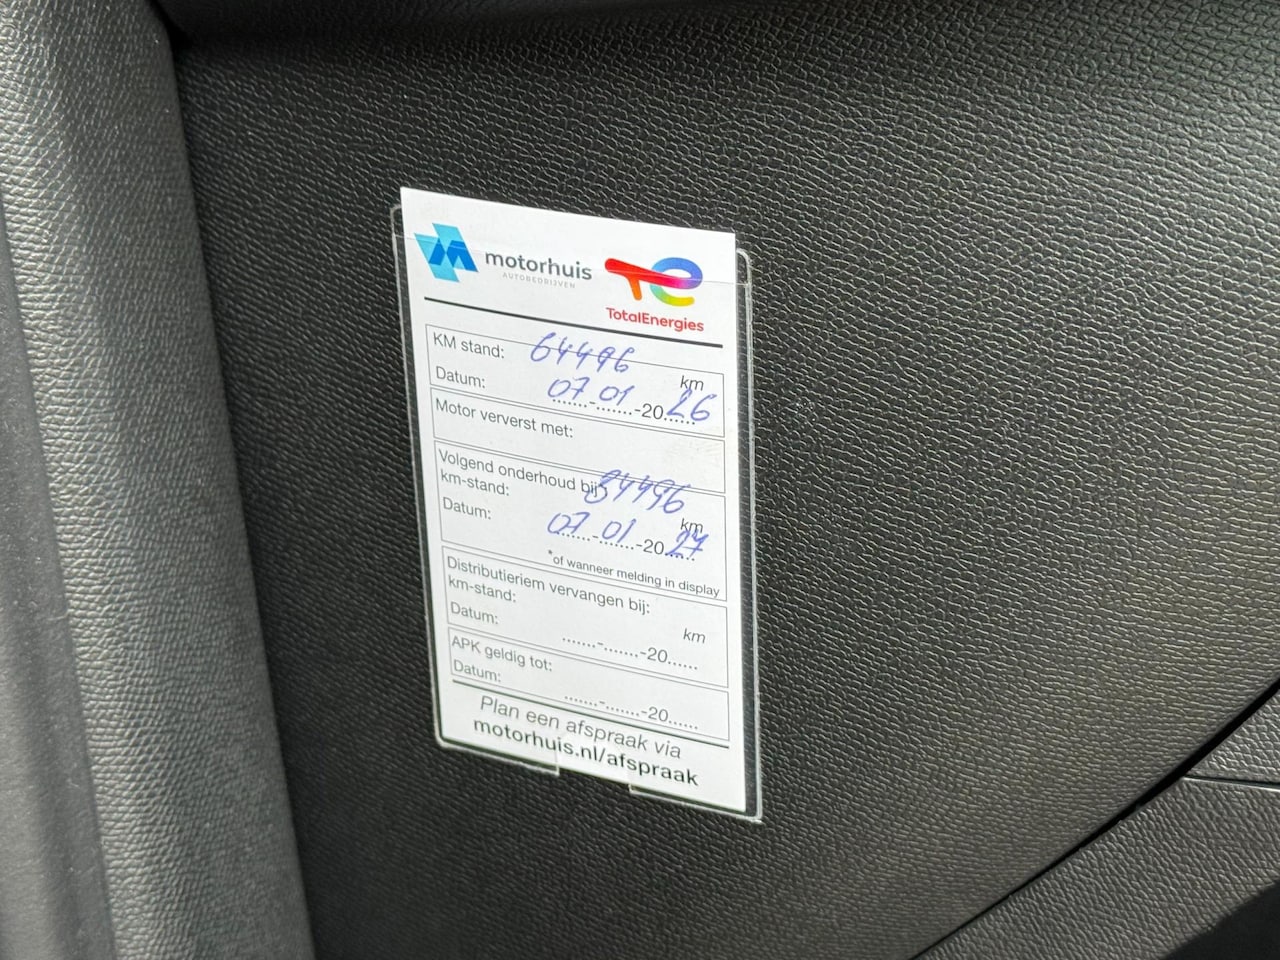 motorhuis
AUTOBEDRIJVEN
TotalEnergies
KM stand: 64496 km
Datum: 07-01-2026
Motor ververst met:
Volgend onderhoud bij:
km-stand: 84496 km
Datum: 07-01-2027
*of wanneer melding in display
Distributieriem vervangen bij:
km-stand: km
Datum: .......-.......-20......
APK geldig tot:
Datum: .......-.......-20......
Plan een afspraak via
motorhuis.nl/afspraak